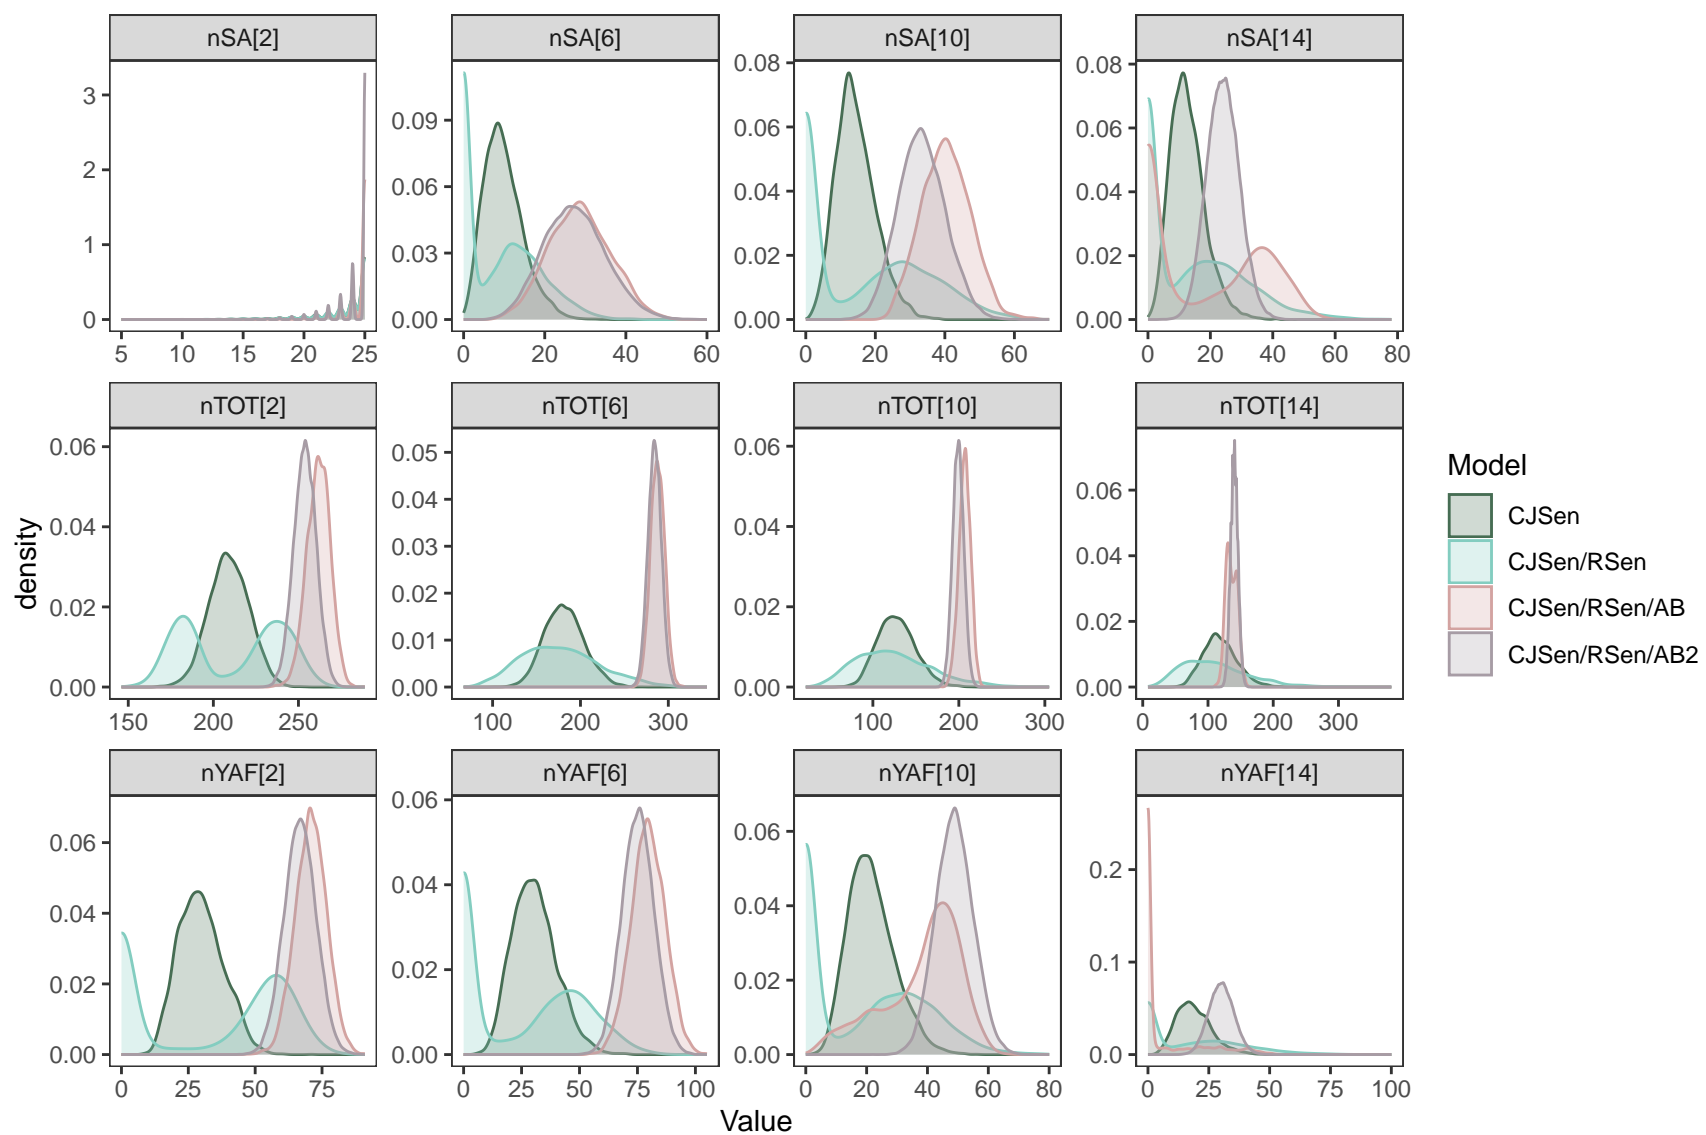 nSA[2] nSA[6] nSA[10] nSA[14]
3
2
1
0
0.09
0.06
0.03
0.00
0.08
0.06
0.04
0.02
0.00
0.08
0.06
0.04
0.02
0.00
5 10 15 20 25
0 20 40 60
0 20 40 60
0 20 40 60 80
nTOT[2] nTOT[6] nTOT[10] nTOT[14]
0.06
0.04
0.02
0.00
0.05
0.04
0.03
0.02
0.01
0.00
0.06
0.04
0.02
0.00
0.06
0.04
0.02
0.00
150 200 250
100 200 300
100 200 300
0 100 200 300
nYAF[2] nYAF[6] nYAF[10] nYAF[14]
0.06
0.04
0.02
0.00
0.06
0.04
0.02
0.00
0.06
0.04
0.02
0.00
0.2
0.1
0.0
0 25 50 75
0 25 50 75 100
0 20 40 60 80
0 25 50 75 100
density
Value
Model
CJSen
CJSen/RSen
CJSen/RSen/AB
CJSen/RSen/AB2